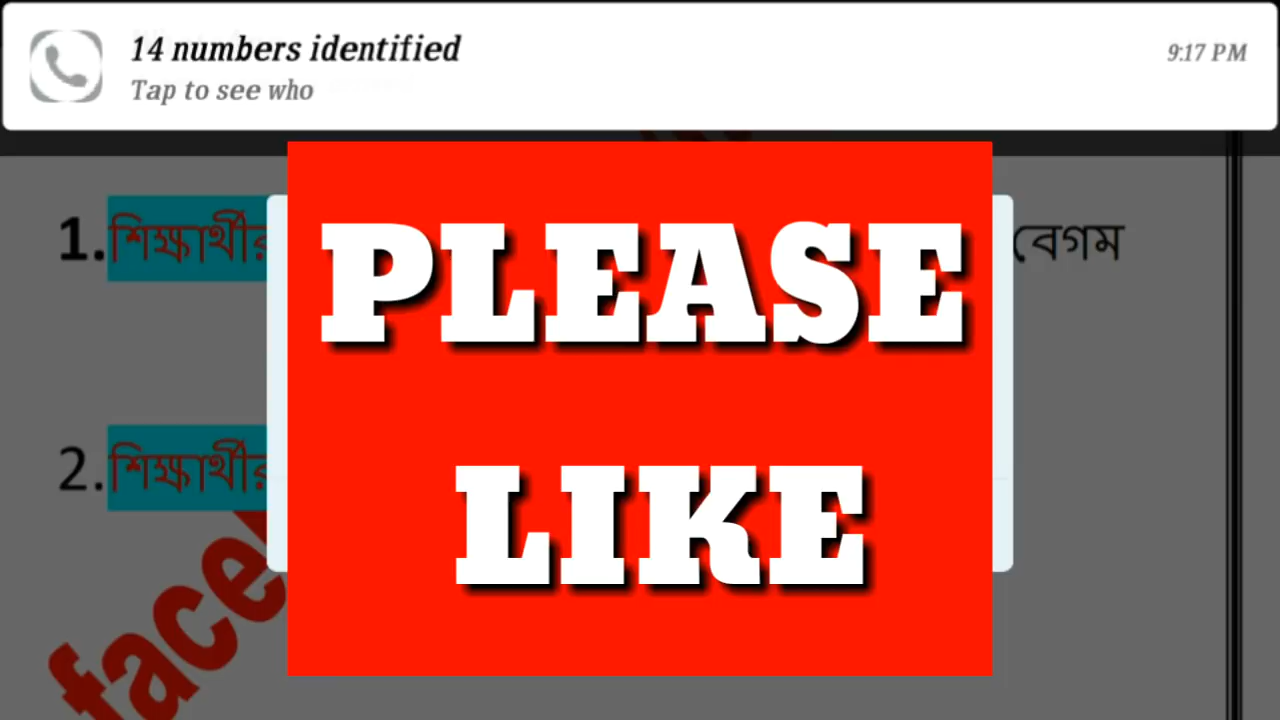 14 numbers identified
9:17 PM
Tap to see who
1. শিক্ষার্থীর
বেগম
PLEASE
LIKE
2. শিক্ষার্থীর